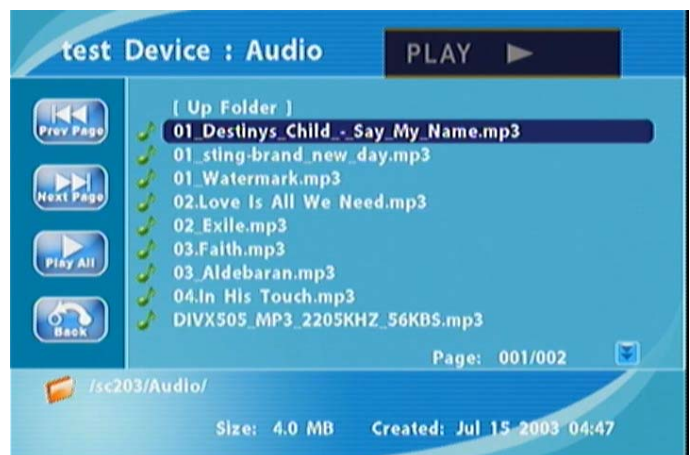 test Device : Audio
PLAY
[ Up Folder ]
Prev Page
01_Destinys_Child_-_Say_My_Name.mp3
01_sting-brand_new_day.mp3
01_Watermark.mp3
Next Page
02.Love Is All We Need.mp3
02_Exile.mp3
03.Faith.mp3
Play All
03_Aldebaran.mp3
04.In His Touch.mp3
Back
DIVX505_MP3_2205KHZ_56KBS.mp3
Page: 001/002
/sc203/Audio/
Size: 4.0 MB Created: Jul 15 2003 04:47